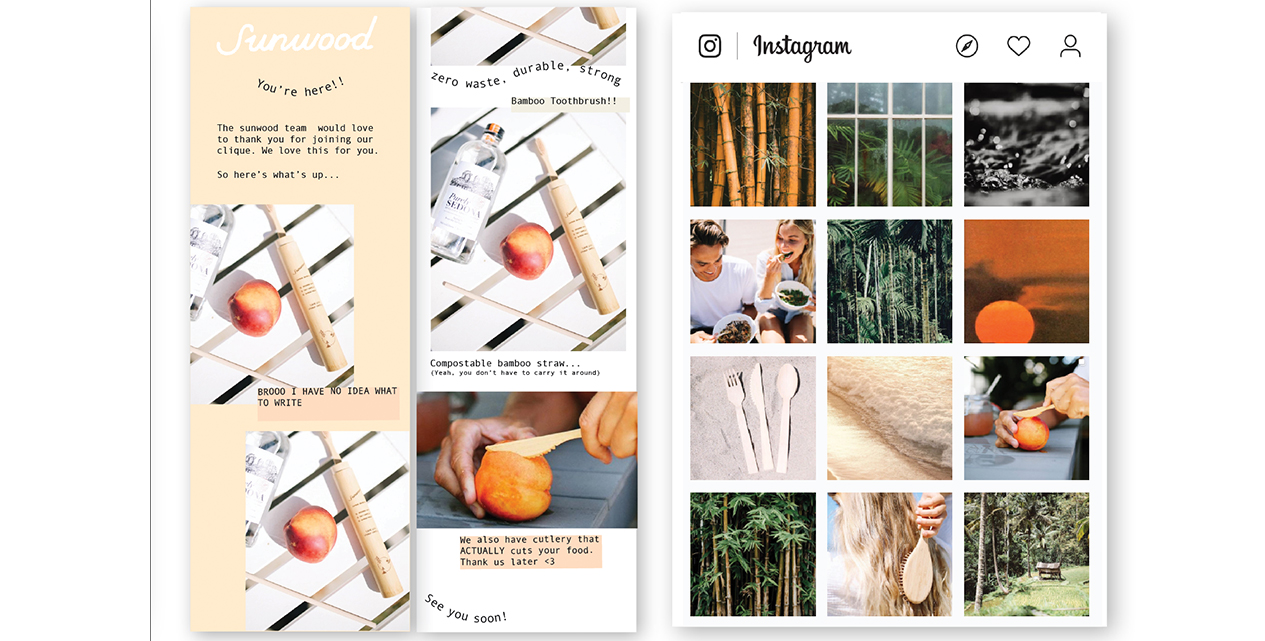 Sunwood
You're here!!
The sunwood team would love
to thank you for joining our
clique. We love this for you.
So here's what's up...
BROOO I HAVE NO IDEA WHAT
TO WRITE
zero waste, durable, strong
Bamboo Toothbrush!!
SEDONA
Compostable bamboo straw...
(Yeah, you don't have to carry it around)
We also have cutlery that
ACTUALLY cuts your food.
Thank us later <3
See you soon!
Instagram